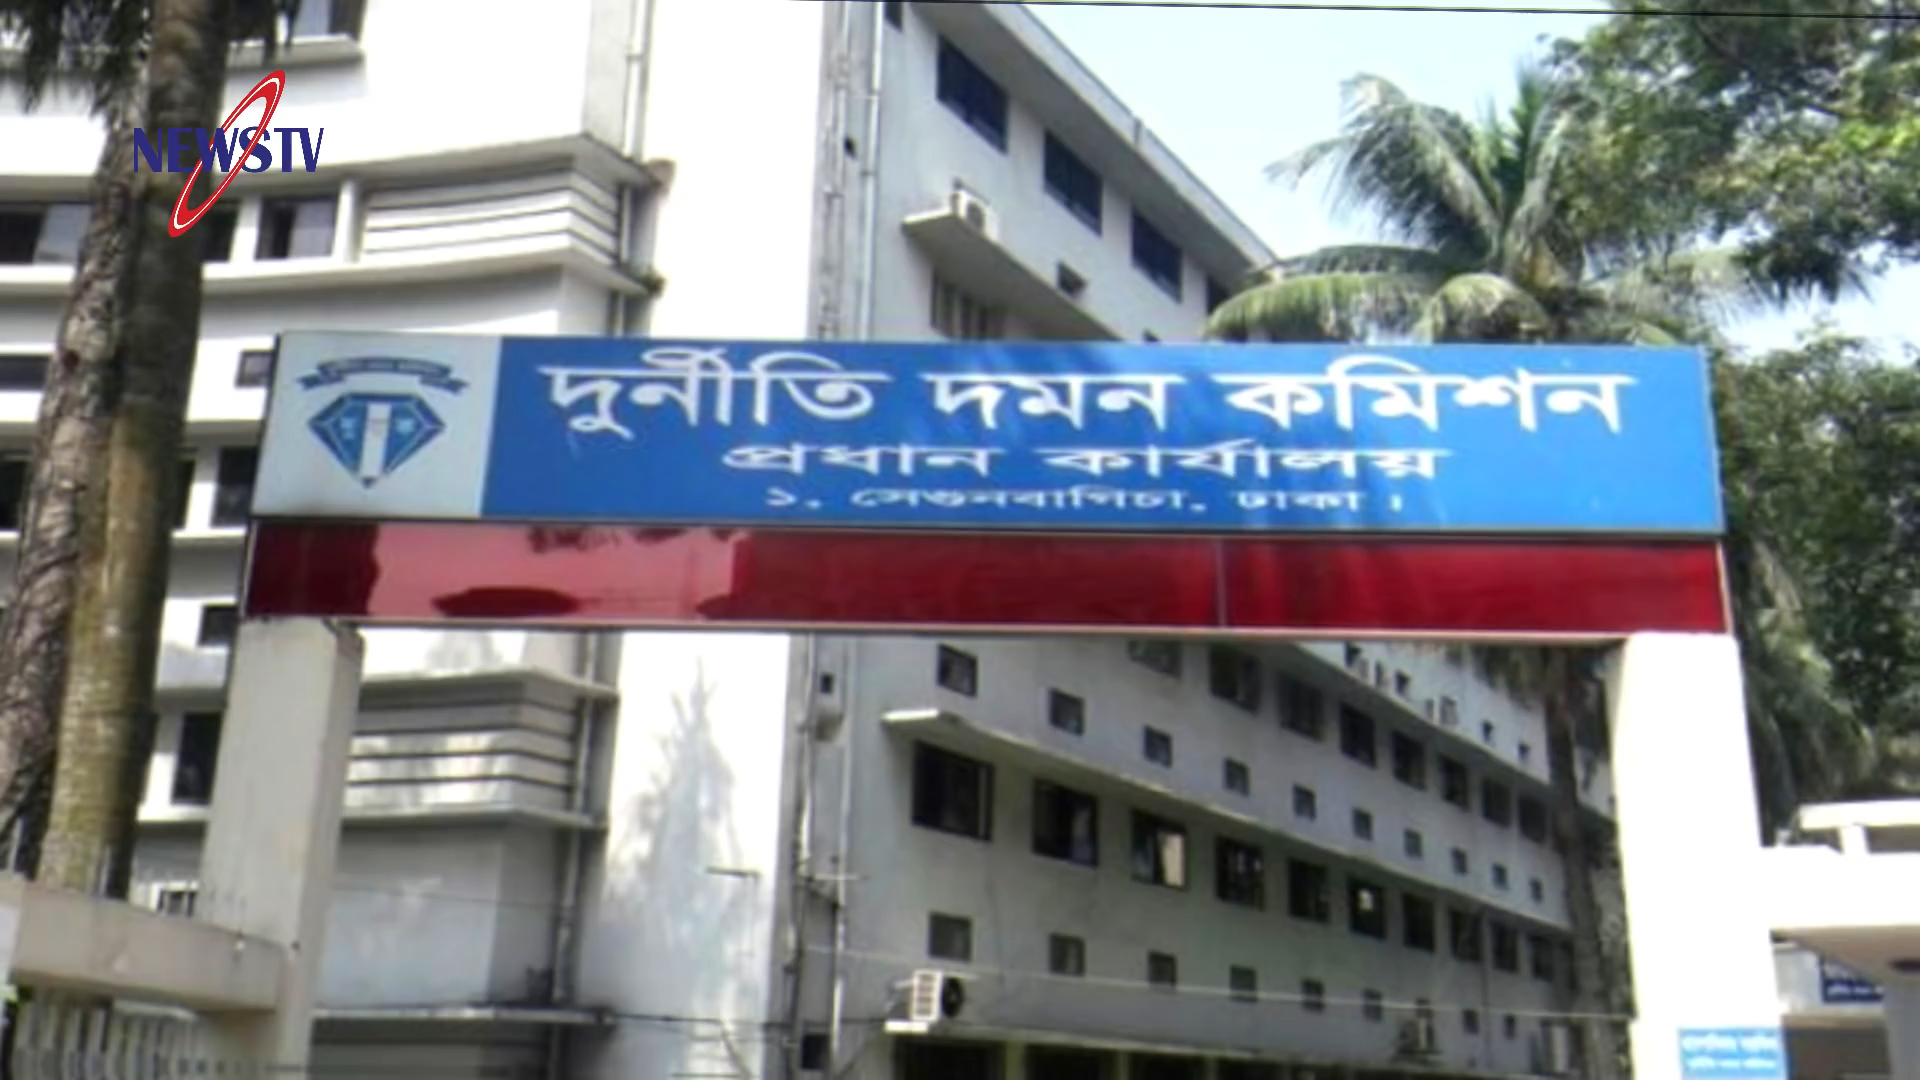 NEWSTV
দুর্নীতি দমন কমিশন
প্রধান কার্যালয়
১, সেগুনবাগিচা, ঢাকা।